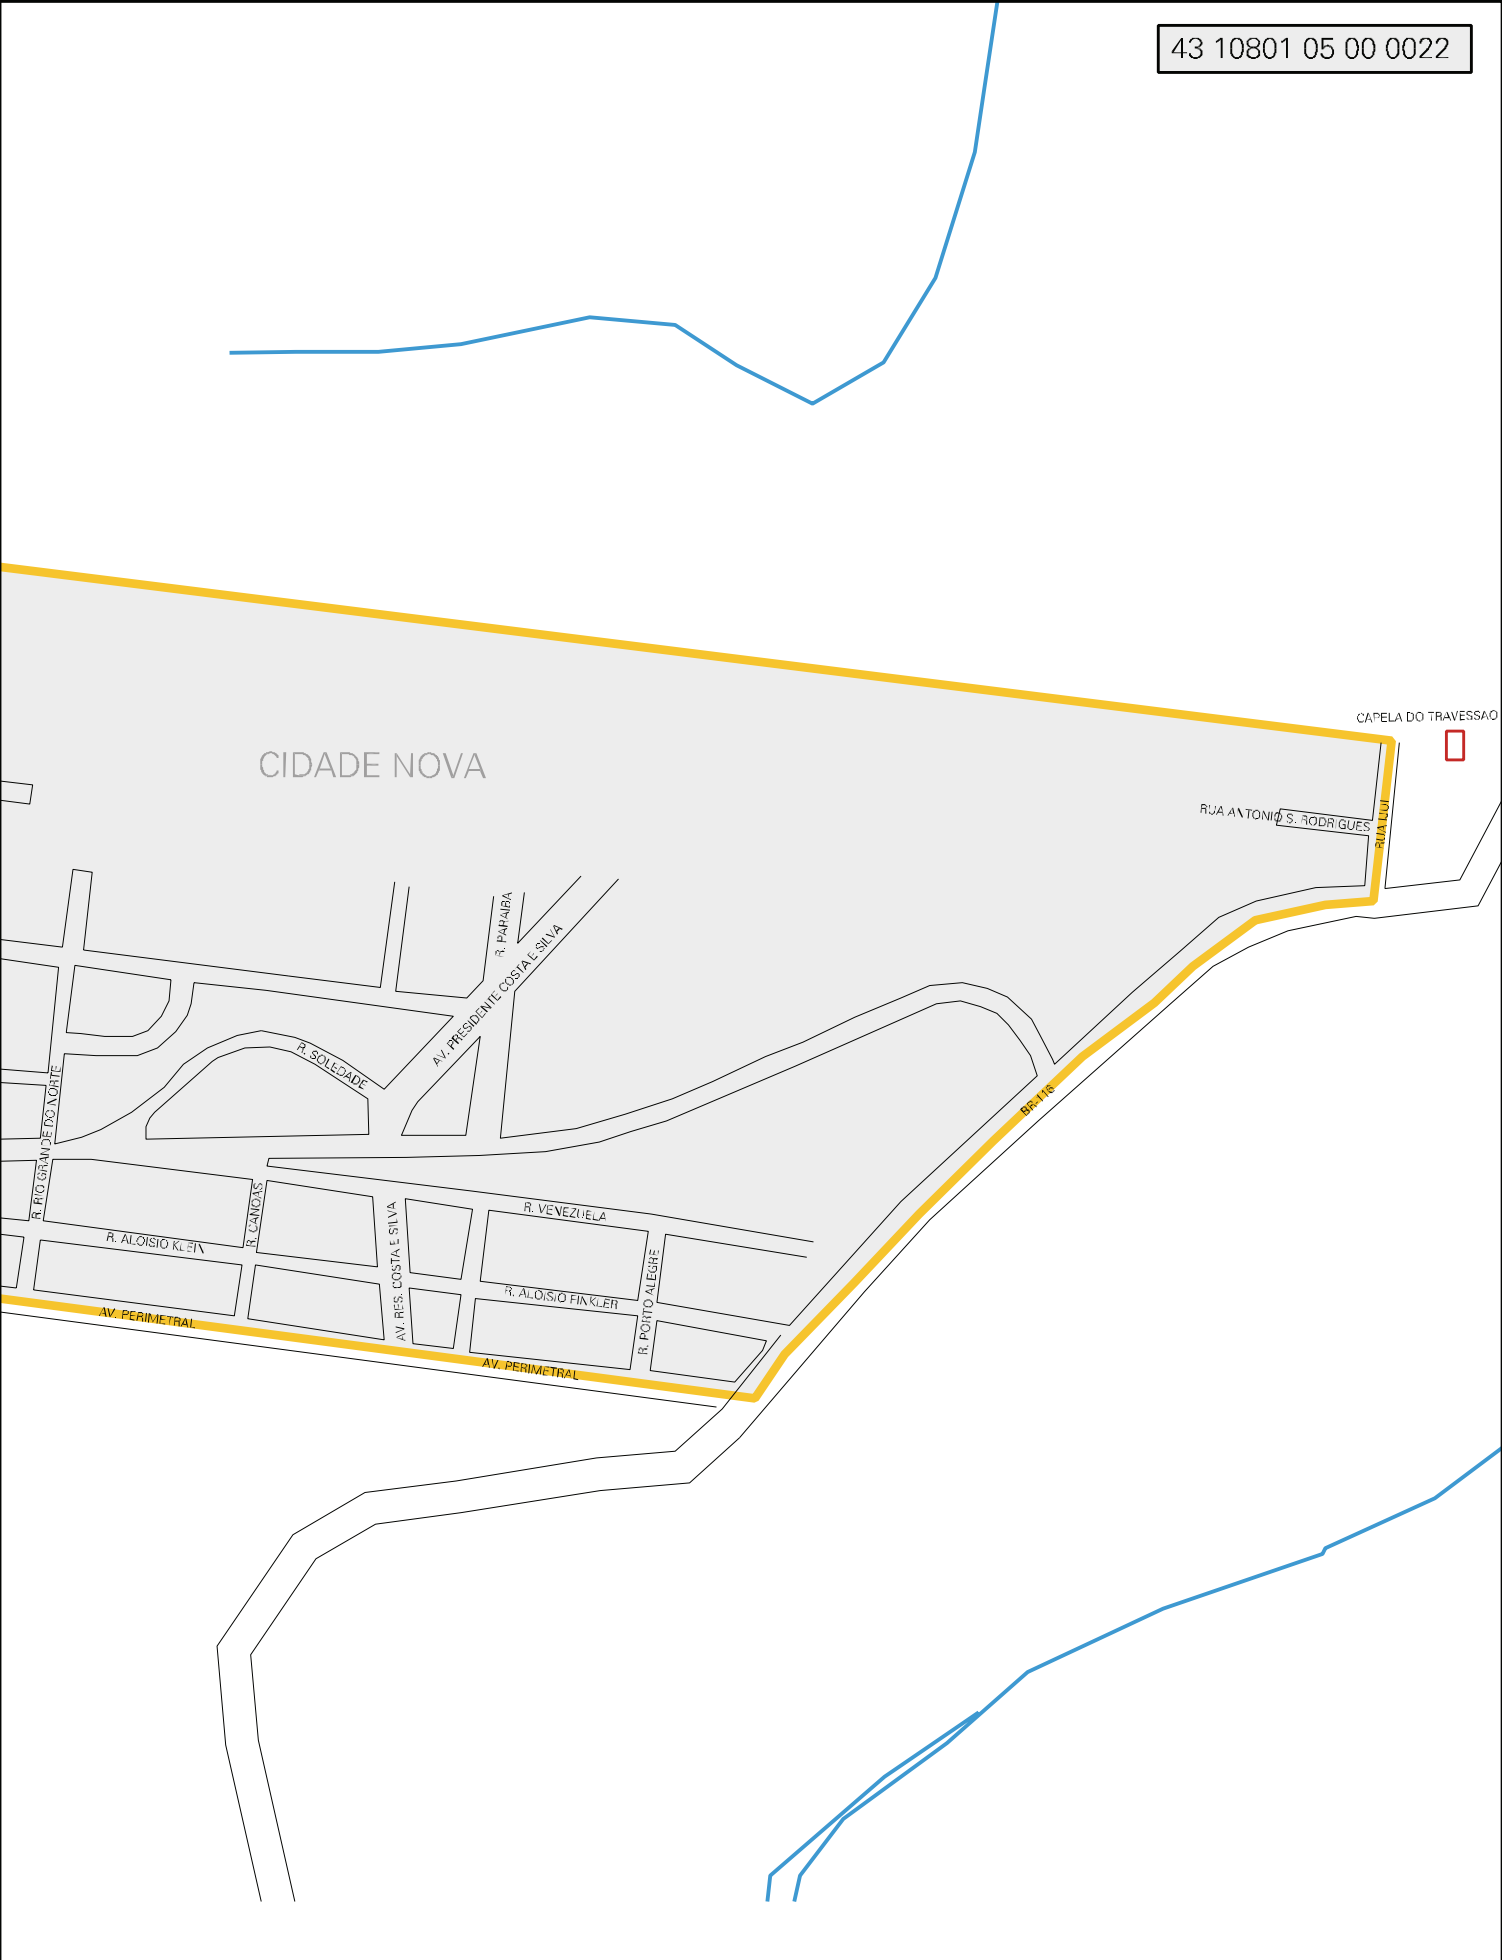 43 10801 05 00 0022
CAPELA DO TRAVESSAO
CIDADE NOVA
RUA ANTONIO S. RODRIGUES
RUA IJUI
R. PARAIBA
AV. PRESIDENTE COSTA E SILVA
R. SOLEDADE
BR-116
R. RIO GRANDE DO NORTE
R. CANOAS
AV. RES. COSTA E SILVA
R. VENEZUELA
R. ALOISIO KLEIN
R. PORTO ALEGRE
R. ALOISIO FINKLER
AV. PERIMETRAL
AV. PERIMETRAL